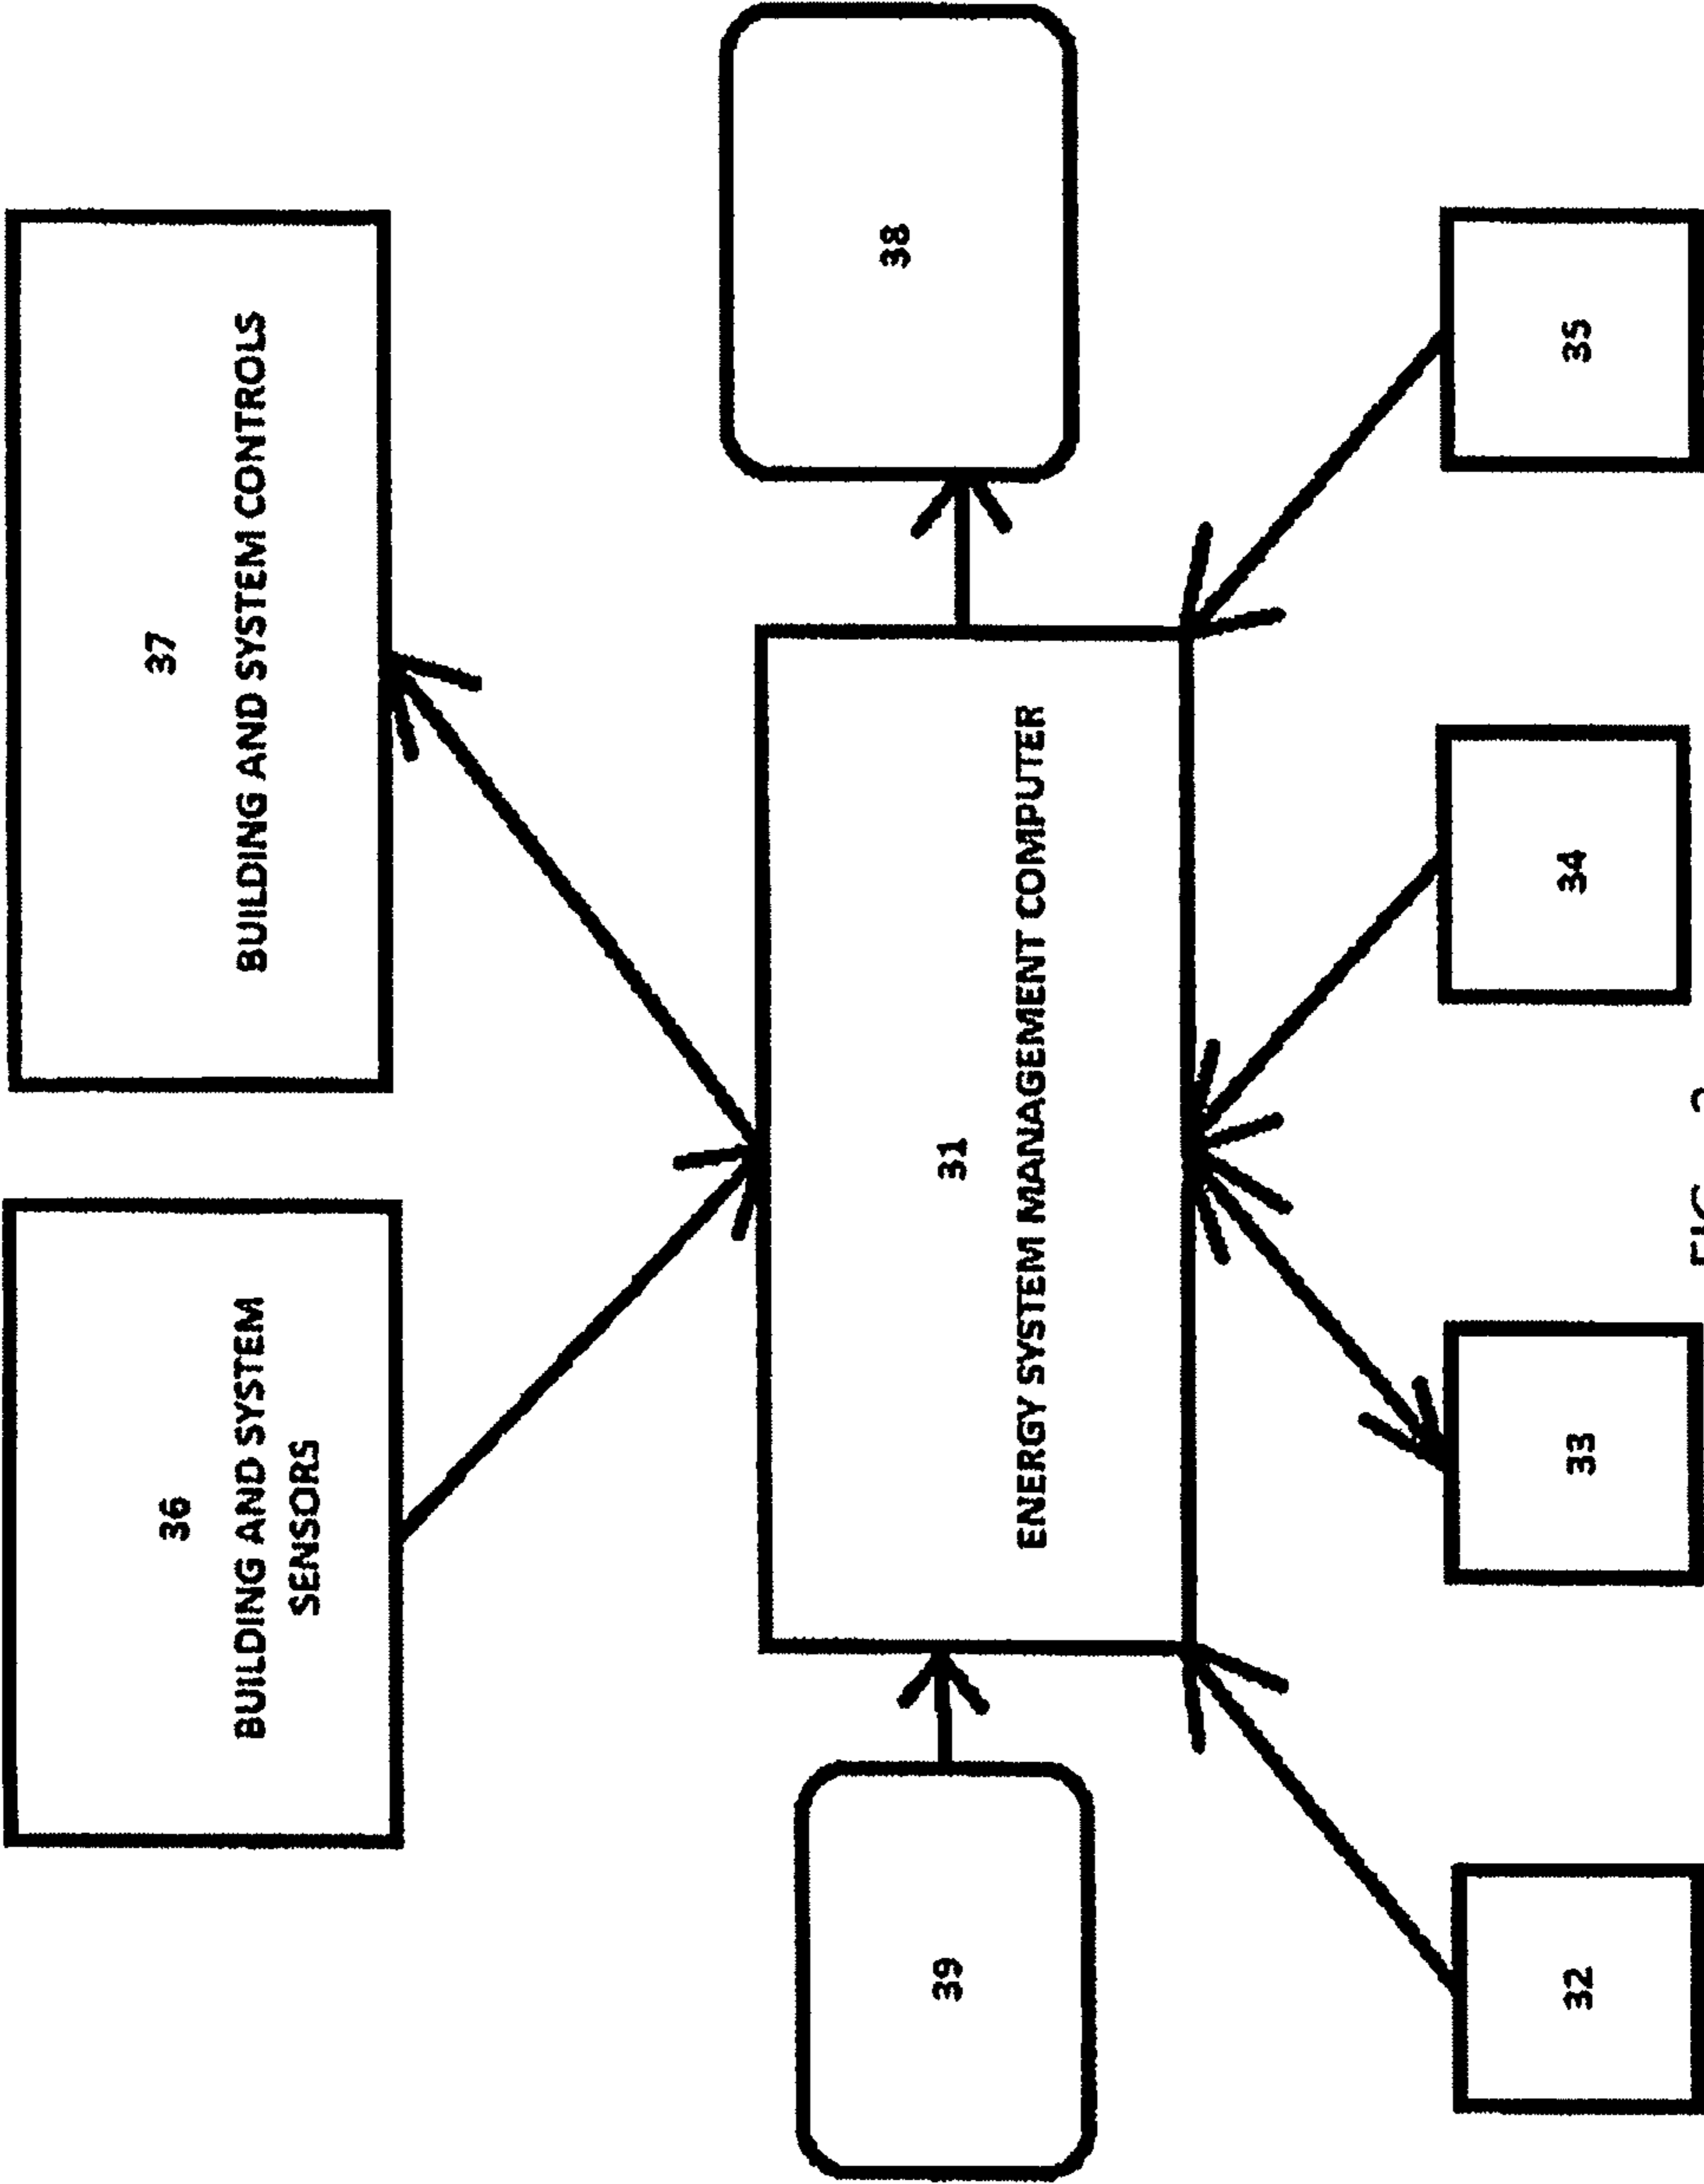 36
BUILDING AND SYSTEM
SENSORS
37
BUILDING AND SYSTEM CONTROLS
39
31
ENERGY SYSTEM MANAGEMENT COMPUTER
38
32
33
34
35